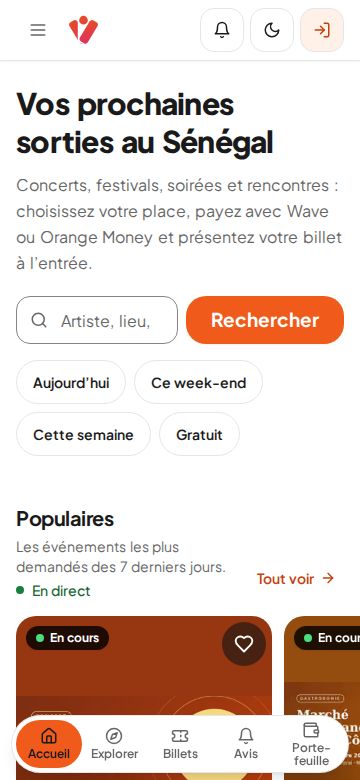 Vos prochaines
sorties au Sénégal
Concerts, festivals, soirées et rencontres :
choisissez votre place, payez avec Wave
ou Orange Money et présentez votre billet
à l’entrée.
Artiste, lieu,
Rechercher
Aujourd’hui
Ce week-end
Cette semaine
Gratuit
Populaires
Les événements les plus
demandés des 7 derniers jours.
En direct
Tout voir
En cours
En cour
GASTRONOMIE
Marché
Accueil
Explorer
Billets
Avis
Porte-
feuille